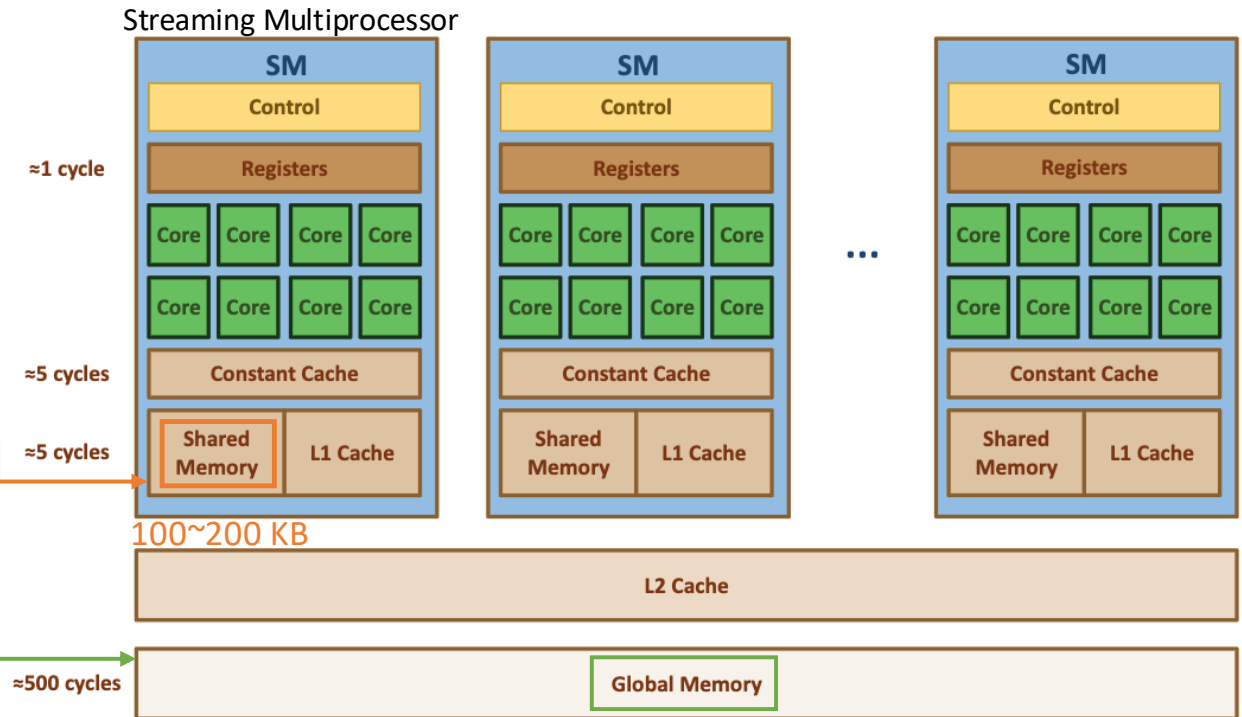 Streaming Multiprocessor
SM SM SM
Control Control Control
≈1 cycle Registers Registers Registers
Core Core Core Core Core Core Core Core ... Core Core Core Core
Core Core Core Core Core Core Core Core Core Core Core Core
≈5 cycles Constant Cache Constant Cache Constant Cache
≈5 cycles Shared Memory L1 Cache Shared Memory L1 Cache Shared Memory L1 Cache
100~200 KB
L2 Cache
≈500 cycles Global Memory